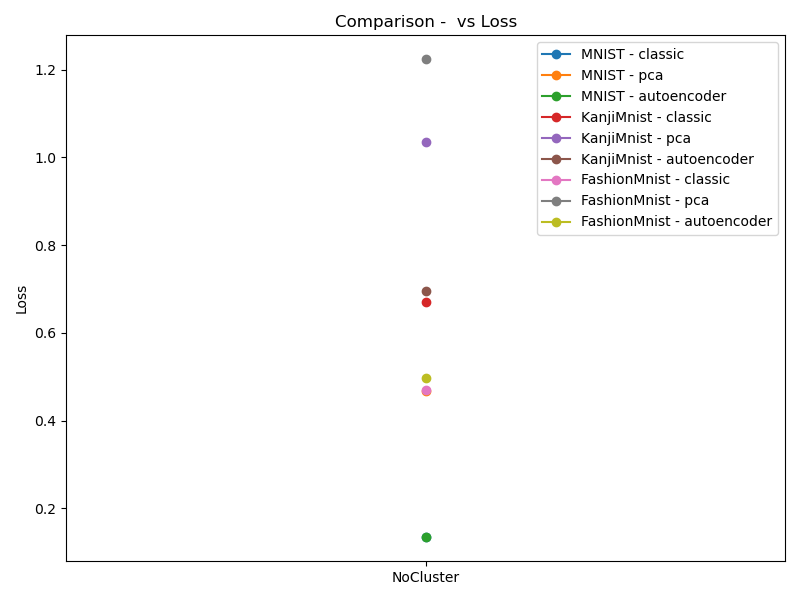 Comparison -  vs Loss
MNIST - classic
MNIST - pca
MNIST - autoencoder
KanjiMnist - classic
KanjiMnist - pca
KanjiMnist - autoencoder
FashionMnist - classic
FashionMnist - pca
FashionMnist - autoencoder
1.2
1.0
0.8
0.6
0.4
0.2
Loss
NoCluster